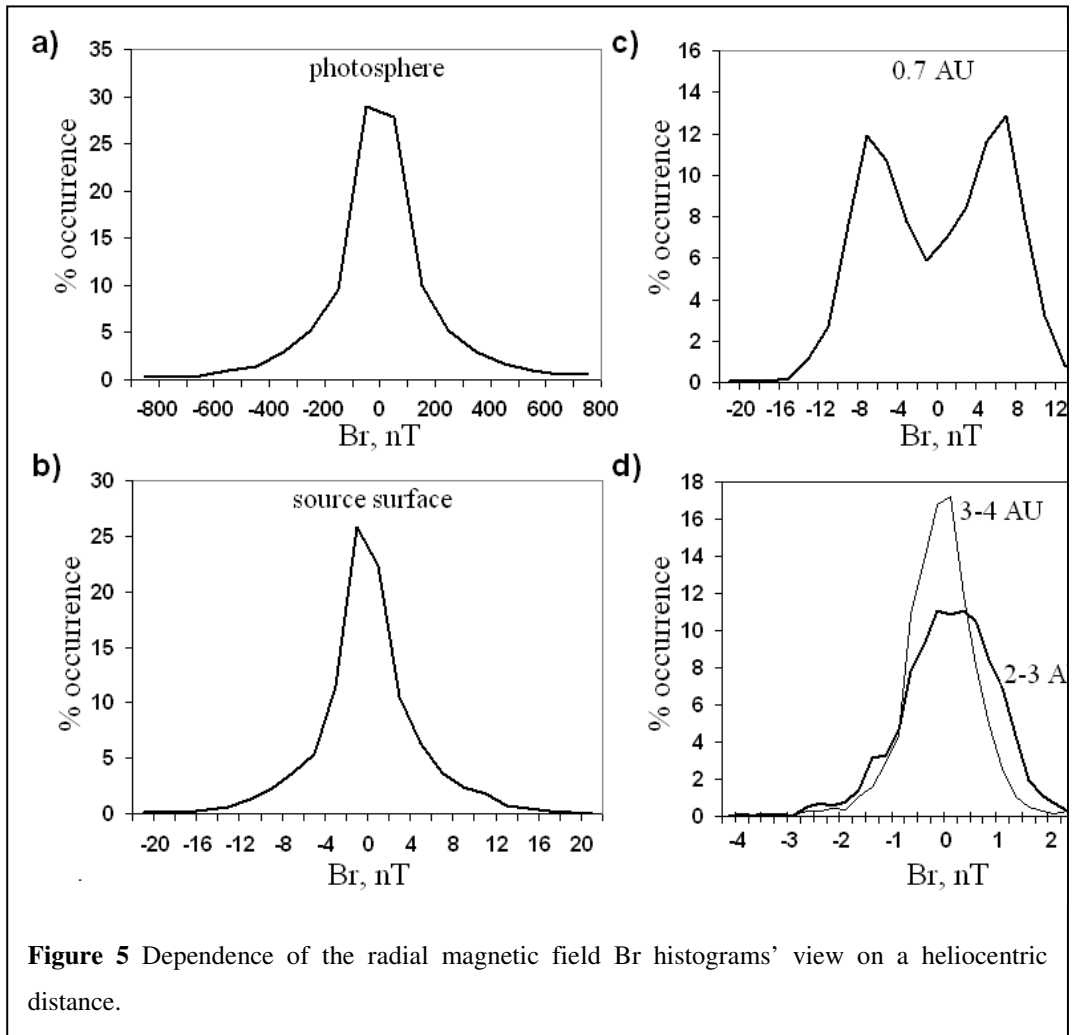 a)
photosphere
% occurrence
35
30
25
20
15
10
5
0
-800 -600 -400 -200 0 200 400 600 800
Br, nT
c)
0.7 AU
% occurrence
16
14
12
10
8
6
4
2
0
-20 -16 -12 -8 -4 0 4 8 12
Br, nT
b)
source surface
% occurrence
30
25
20
15
10
5
0
-20 -16 -12 -8 -4 0 4 8 12 16 20
Br, nT
d)
3-4 AU
2-3 A
% occurrence
18
16
14
12
10
8
6
4
2
0
-4 -3 -2 -1 0 1 2
Br, nT
Figure 5 Dependence of the radial magnetic field Br histograms' view on a heliocentric
distance.